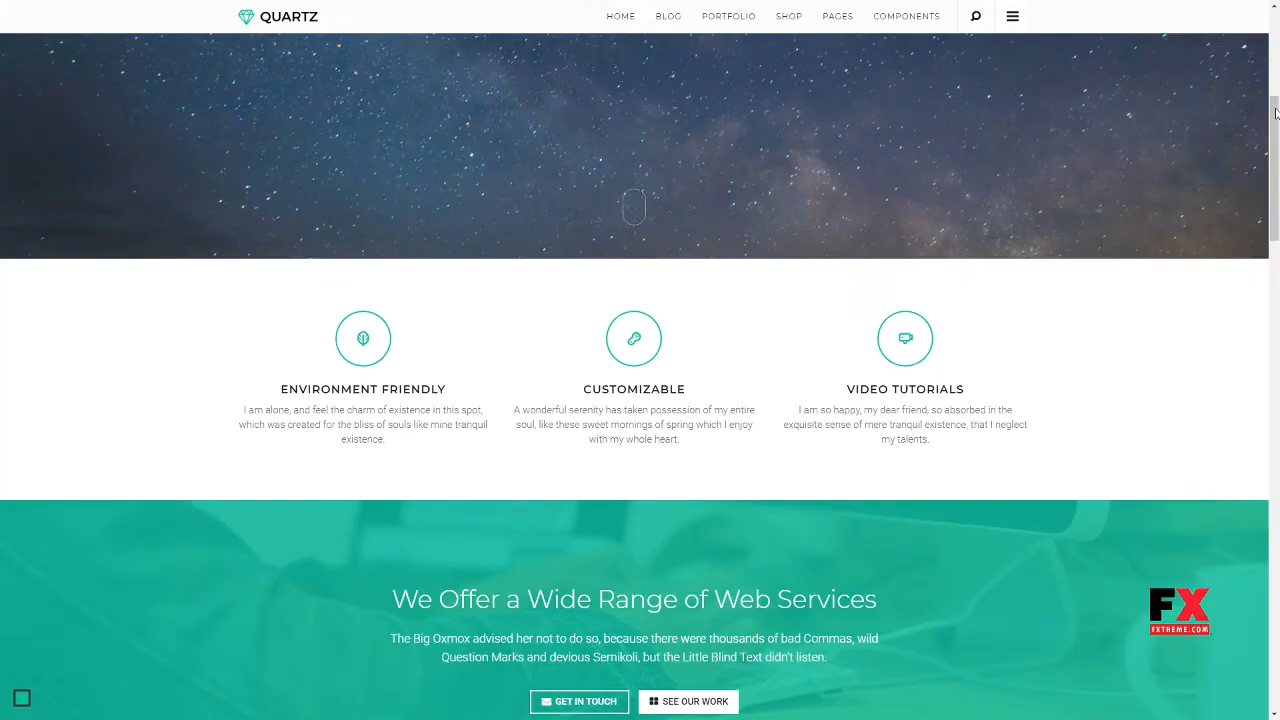 QUARTZ
HOME BLOG PORTFOLIO SHOP PAGES COMPONENTS
ENVIRONMENT FRIENDLY
I am alone, and feel the charm of existence in this spot,
which was created for the bliss of souls like mine tranquil
existence.
CUSTOMIZABLE
A wonderful serenity has taken possession of my entire
soul, like these sweet mornings of spring which I enjoy
with my whole heart.
VIDEO TUTORIALS
I am so happy, my dear friend, so absorbed in the
exquisite sense of mere tranquil existence, that I neglect
my talents.
We Offer a Wide Range of Web Services
The Big Oxmox advised her not to do so, because there were thousands of bad Commas, wild
Question Marks and devious Semikoli, but the Little Blind Text didn't listen.
GET IN TOUCH SEE OUR WORK
FX
FXTHEME.COM